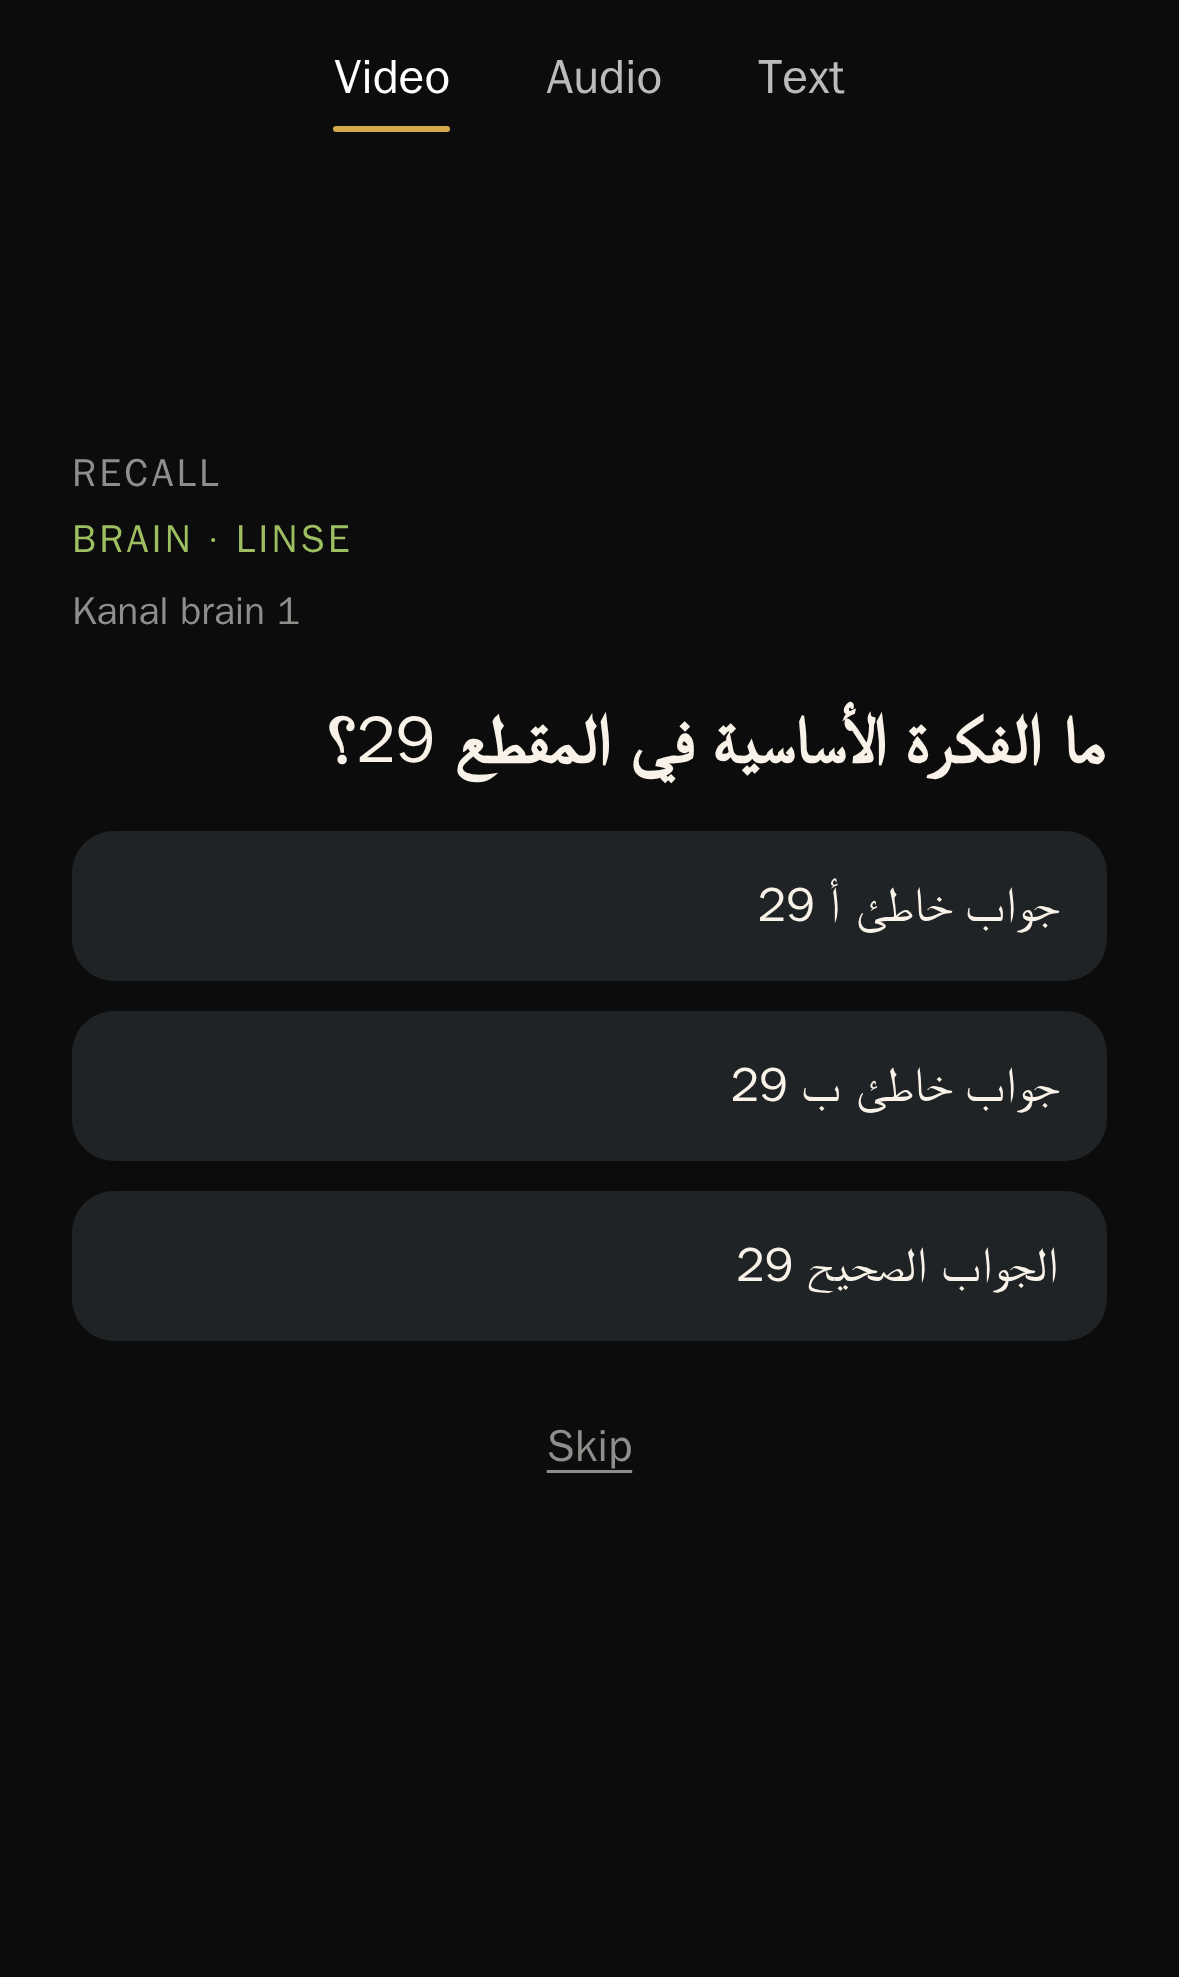 Video Audio Text
RECALL
BRAIN · LINSE
Kanal brain 1
ما الفكرة الأساسية في المقطع 29؟
جواب خاطئ أ 29
جواب خاطئ ب 29
الجواب الصحيح 29
Skip